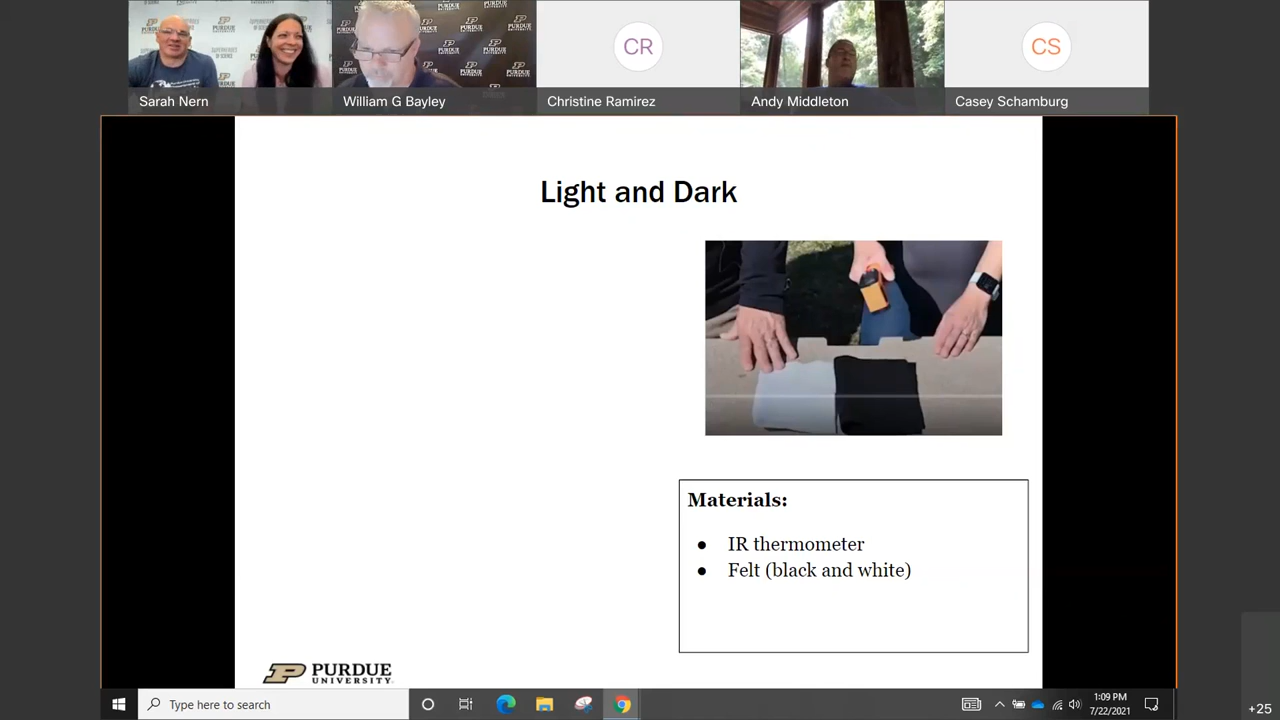 CR
CS
Sarah Nern
William G Bayley
Christine Ramirez
Andy Middleton
Casey Schamburg
Light and Dark
Materials:
● IR thermometer
● Felt (black and white)
PURDUE
UNIVERSITY
Type here to search
1:09 PM
7/22/2021
+25